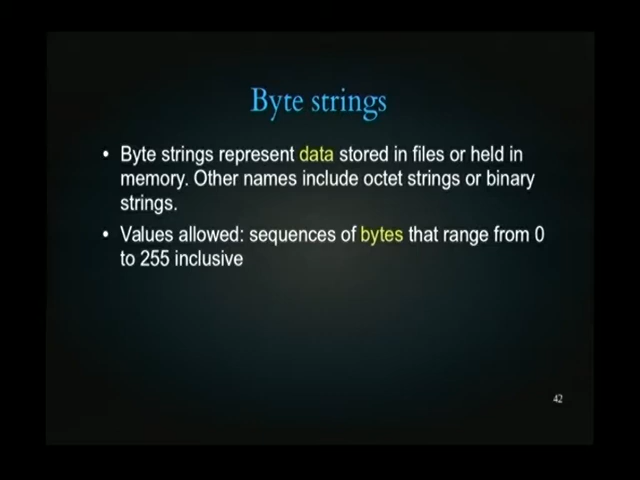 Byte strings
• Byte strings represent data stored in files or held in
memory. Other names include octet strings or binary
strings.
• Values allowed: sequences of bytes that range from 0
to 255 inclusive
42